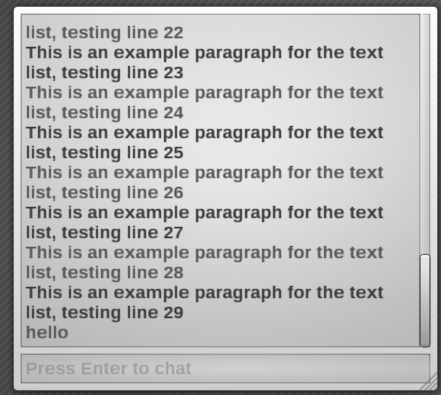 list, testing line 22
This is an example paragraph for the text
list, testing line 23
This is an example paragraph for the text
list, testing line 24
This is an example paragraph for the text
list, testing line 25
This is an example paragraph for the text
list, testing line 26
This is an example paragraph for the text
list, testing line 27
This is an example paragraph for the text
list, testing line 28
This is an example paragraph for the text
list, testing line 29
hello
Press Enter to chat